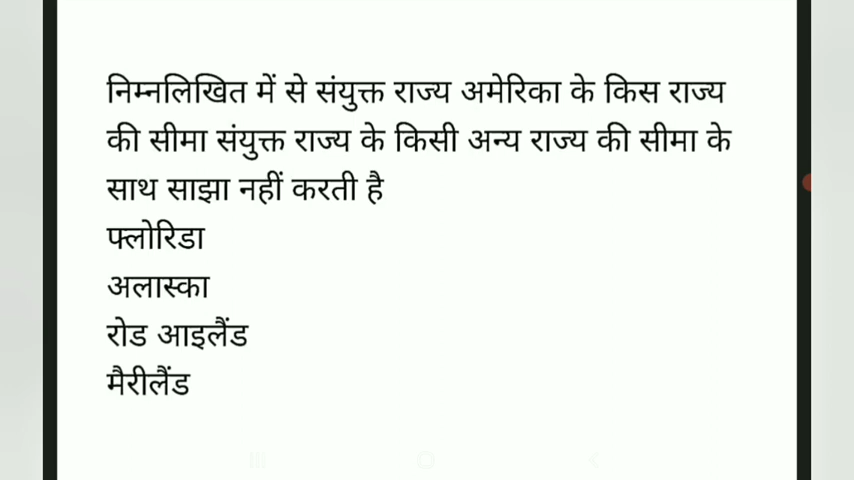 निम्नलिखित में से संयुक्त राज्य अमेरिका के किस राज्य
की सीमा संयुक्त राज्य के किसी अन्य राज्य की सीमा के
साथ साझा नहीं करती है
फ्लोरिडा
अलास्का
रोड आइलैंड
मैरीलैंड